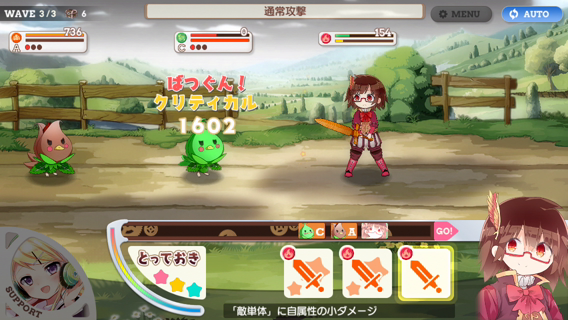 WAVE 3/3 6
通常攻撃
MENU
AUTO
736
A
0
C
154
ばつぐん!
クリティカル
1602
C A GO!
とっておき
SUPPORT
「敵単体」に自属性の小ダメージ